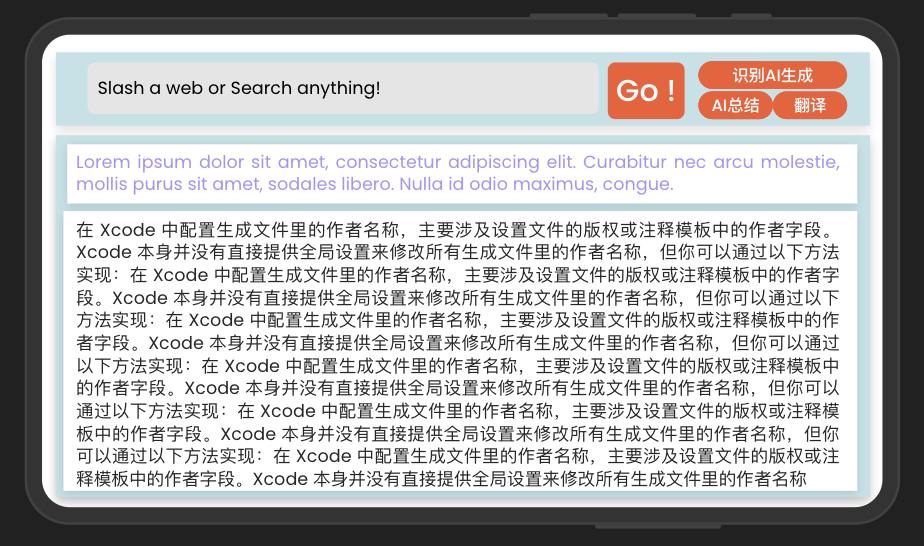 Slash a web or Search anything!
Go !
识别AI生成
AI总结
翻译
Lorem ipsum dolor sit amet, consectetur adipiscing elit. Curabitur nec arcu molestie,
mollis purus sit amet, sodales libero. Nulla id odio maximus, congue.
在 Xcode 中配置生成文件里的作者名称，主要涉及设置文件的版权或注释模板中的作者字段。
Xcode 本身并没有直接提供全局设置来修改所有生成文件里的作者名称，但你可以通过以下方法
实现：在 Xcode 中配置生成文件里的作者名称，主要涉及设置文件的版权或注释模板中的作者字
段。Xcode 本身并没有直接提供全局设置来修改所有生成文件里的作者名称，但你可以通过以下
方法实现：在 Xcode 中配置生成文件里的作者名称，主要涉及设置文件的版权或注释模板中的作
者字段。Xcode 本身并没有直接提供全局设置来修改所有生成文件里的作者名称，但你可以通过
以下方法实现：在 Xcode 中配置生成文件里的作者名称，主要涉及设置文件的版权或注释模板中
的作者字段。Xcode 本身并没有直接提供全局设置来修改所有生成文件里的作者名称，但你可以
通过以下方法实现：在 Xcode 中配置生成文件里的作者名称，主要涉及设置文件的版权或注释模
板中的作者字段。Xcode 本身并没有直接提供全局设置来修改所有生成文件里的作者名称，但你
可以通过以下方法实现：在 Xcode 中配置生成文件里的作者名称，主要涉及设置文件的版权或注
释模板中的作者字段。Xcode 本身并没有直接提供全局设置来修改所有生成文件里的作者名称